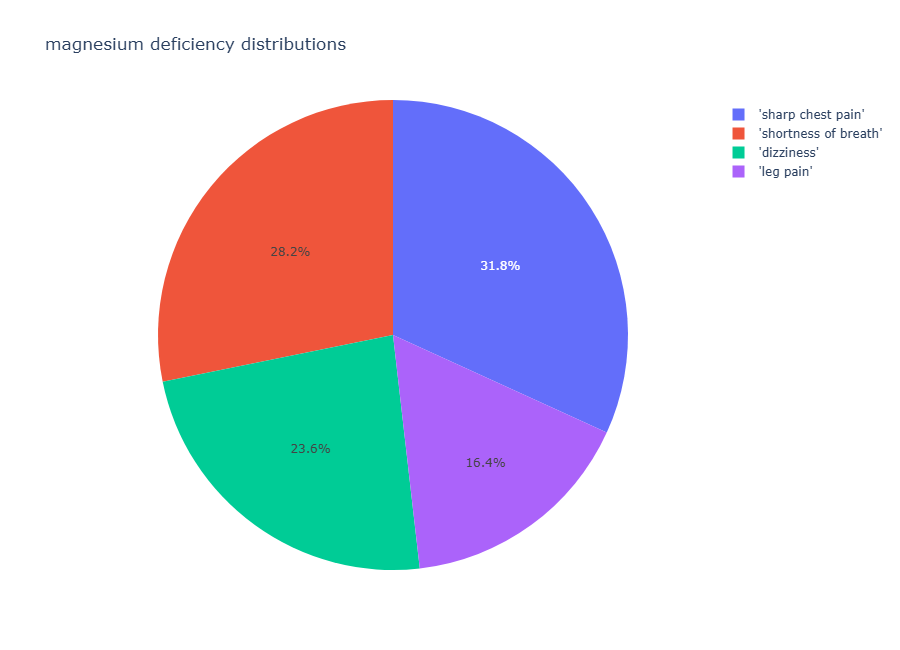 magnesium deficiency distributions
'sharp chest pain'
'shortness of breath'
'dizziness'
'leg pain'
28.2%
31.8%
23.6%
16.4%